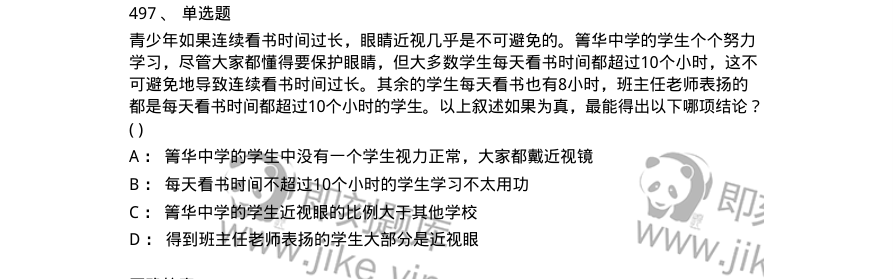 497 、 单选题
青少年如果连续看书时间过长，眼睛近视几乎是不可避免的。箐华中学的学生个个努力
学习，尽管大家都懂得要保护眼睛，但大多数学生每天看书时间都超过10个小时，这不
可避免地导致连续看书时间过长。其余的学生每天看书也有8小时，班主任老师表扬的
都是每天看书时间都超过10个小时的学生。以上叙述如果为真，最能得出以下哪项结论？
( )
A ： 箐华中学的学生中没有一个学生视力正常，大家都戴近视镜
B ： 每天看书时间不超过10个小时的学生学习不太用功
C ： 箐华中学的学生近视眼的比例大于其他学校
D ： 得到班主任老师表扬的学生大部分是近视眼
即刻题库
www.jike.vip
即刻
www.jik